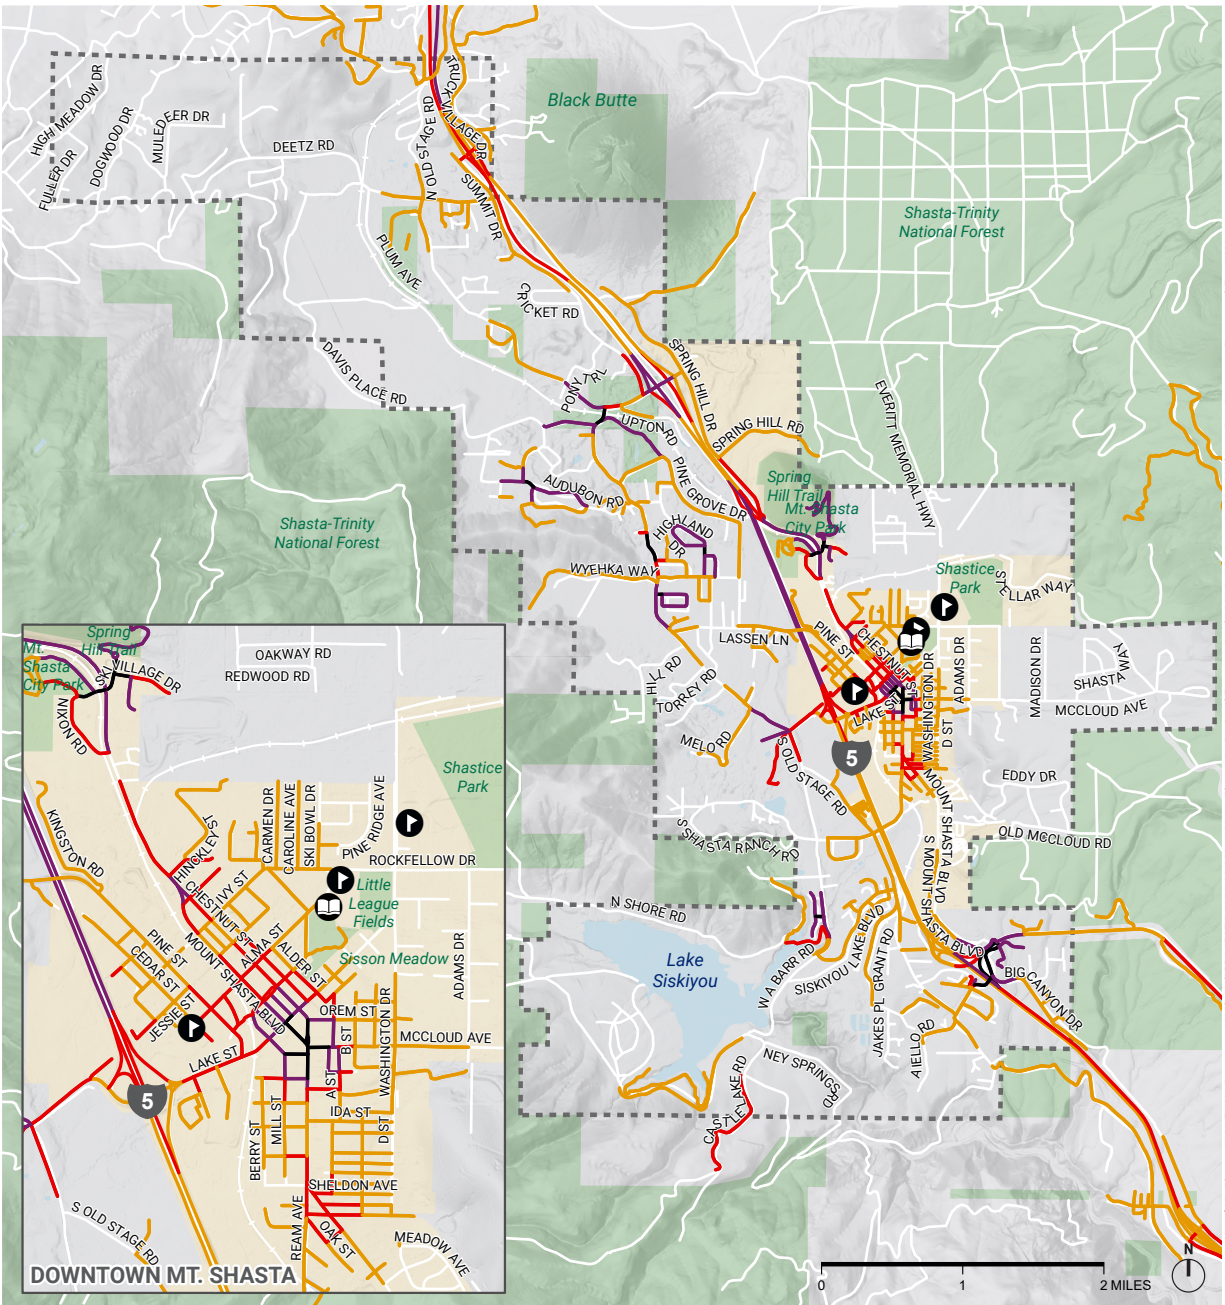 TRUCK VILLAGE DR
Black Butte
HIGH MEADOW DR
FULLER DR
DOGWOOD DR
MULEDEER DR
DEETZ RD
N OLD STAGE RD
SUMMIT DR
PLUM AVE
Shasta-Trinity
National Forest
CRICKET RD
DAVIS PLACE RD
PONY TRL
SPRING HILL DR
UPTON RD
SPRING HILL RD
EVERITT MEMORIAL HWY
AUDUBON RD
PINE GROVE DR
Spring
Hill Trail
Mt. Shasta
City Park
HIGHLAND
DR
Shasta-Trinity
National Forest
WYEHKA WAY
Shastice
Park
STELLAR WAY
LASSEN LN
PINE ST
CHESTNUT ST
WASHINGTON DR
ADAMS DR
MADISON DR
SHASTA WAY
MCCLOUD AVE
HILL RD
TORREY RD
LAKE ST
D ST
MELO RD
S OLD STAGE RD
5
EDDY DR
MOUNT SHASTA BLVD
OLD MCCLOUD RD
S SHASTA RANCH RD
S MOUNT SHASTA BLVD
N SHORE RD
Lake
Siskiyou
W A BARR RD
SISKIYOU LAKE BLVD
JAKES PL
GRANT RD
BIG CANYON DR
AIELLO RD
NEY SPRINGS
RD
CASTLE LAKE RD
N
0
1
2 MILES
Spring
Hill Trail
Mt.
Shasta
City Park
SKI VILLAGE DR
NIXON RD
OAKWAY RD
REDWOOD RD
Shastice
Park
KINGSTON RD
HINCKLEY ST
CARMEN DR
CAROLINE AVE
SKI BOWL DR
PINE RIDGE AVE
ROCKFELLOW DR
IVY ST
CHESTNUT ST
Little
League
Fields
PINE ST
CEDAR ST
MOUNT SHASTA BLVD
ALMA ST
ALDER ST
Sisson Meadow
ADAMS DR
JESSIE ST
OREM ST
B ST
WASHINGTON DR
MCCLOUD AVE
LAKE ST
5
A ST
IDA ST
D ST
MILL ST
BERRY ST
SHELDON AVE
REAM AVE
OAK ST
MEADOW AVE
S OLD STAGE RD
DOWNTOWN MT. SHASTA